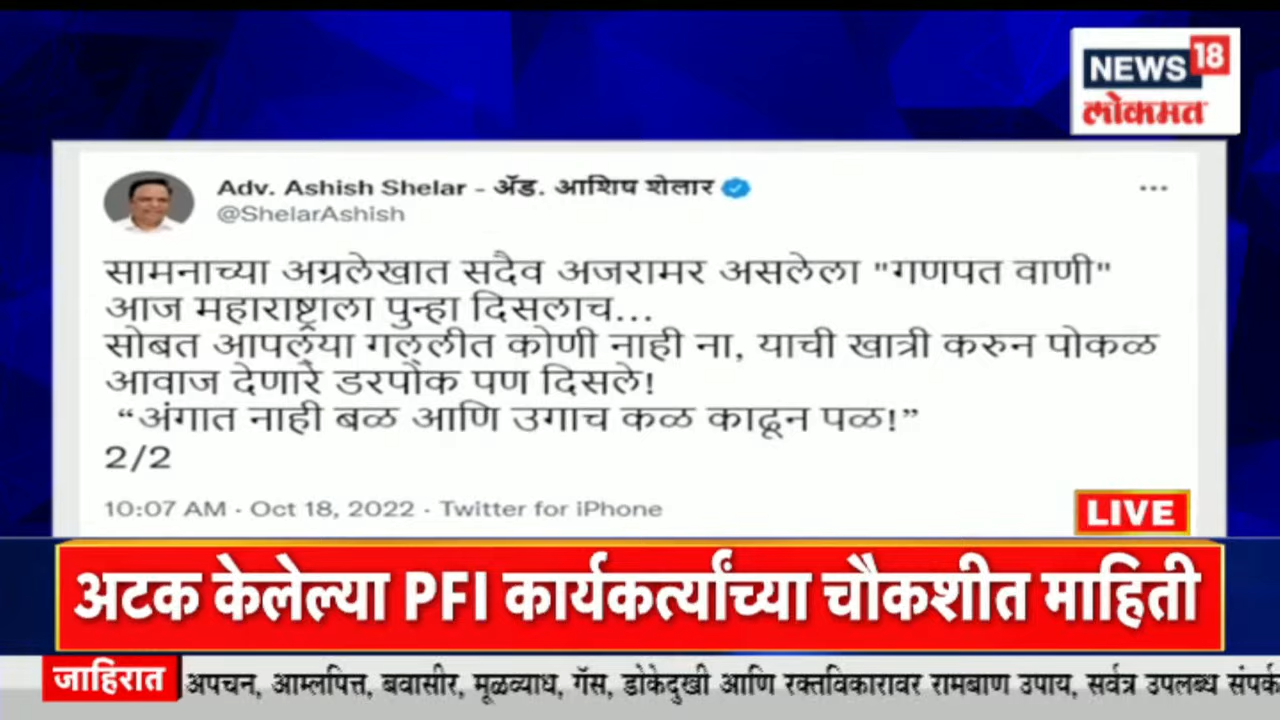 NEWS 18
लोकमत
Adv. Ashish Shelar - ॲड. आशिष शेलार
@ShelarAshish
सामनाच्या अग्रलेखात सदैव अजरामर असलेला "गणपत वाणी"
आज महाराष्ट्राला पुन्हा दिसलाच...
सोबत आपल्या गल्लीत कोणी नाही ना, याची खात्री करुन पोकळ
आवाज देणारे डरपोक पण दिसले!
“अंगात नाही बळ आणि उगाच कळ काढून पळ!”
2/2
10:07 AM · Oct 18, 2022 · Twitter for iPhone
LIVE
अटक केलेल्या PFI कार्यकर्त्यांच्या चौकशीत माहिती
जाहिरात अपचन, आम्लपित्त, बवासीर, मूळव्याध, गॅस, डोकेदुखी आणि रक्तविकारावर रामबाण उपाय, सर्वत्र उपलब्ध संपर्क